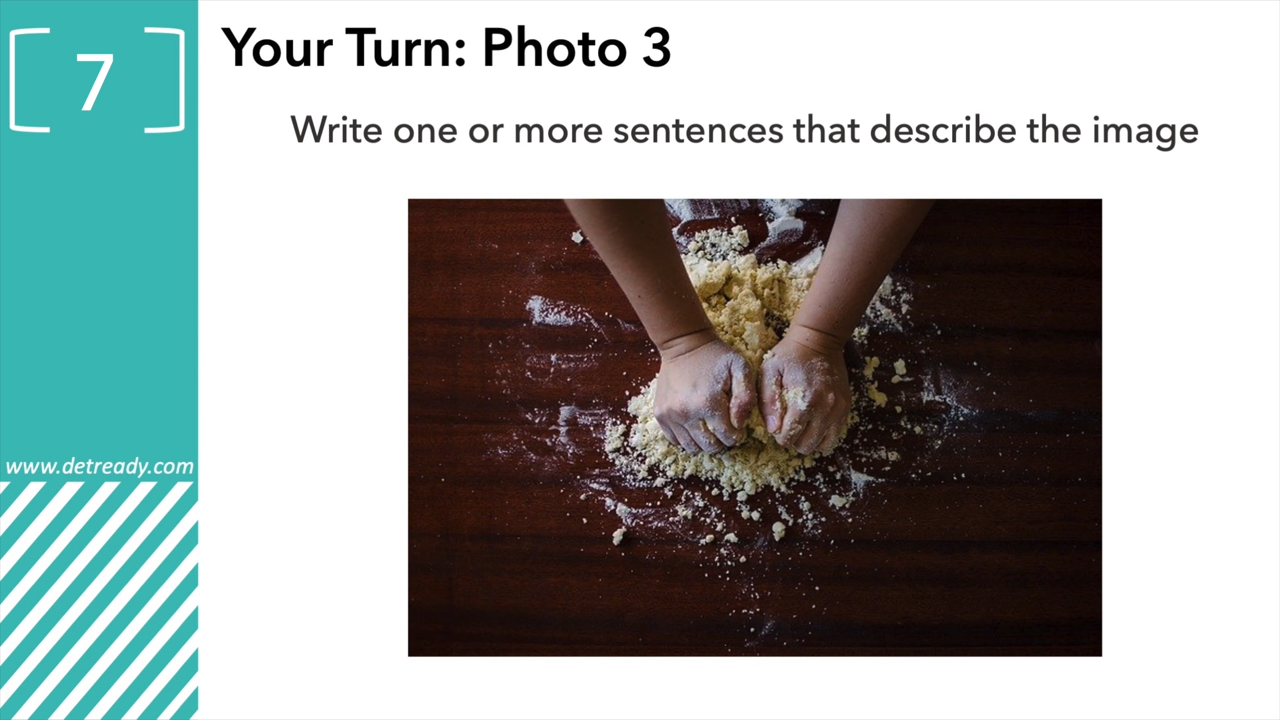 7
Your Turn: Photo 3
Write one or more sentences that describe the image
www.detready.com